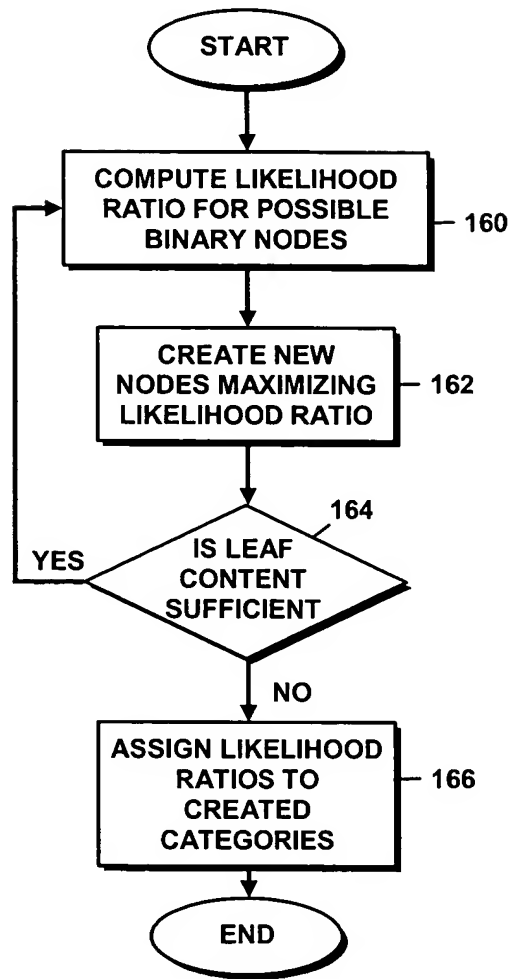 START
COMPUTE LIKELIHOOD
RATIO FOR POSSIBLE
BINARY NODES
160
CREATE NEW
NODES MAXIMIZING
LIKELIHOOD RATIO
162
164
YES
IS LEAF
CONTENT
SUFFICIENT
NO
ASSIGN LIKELIHOOD
RATIOS TO
CREATED
CATEGORIES
166
END